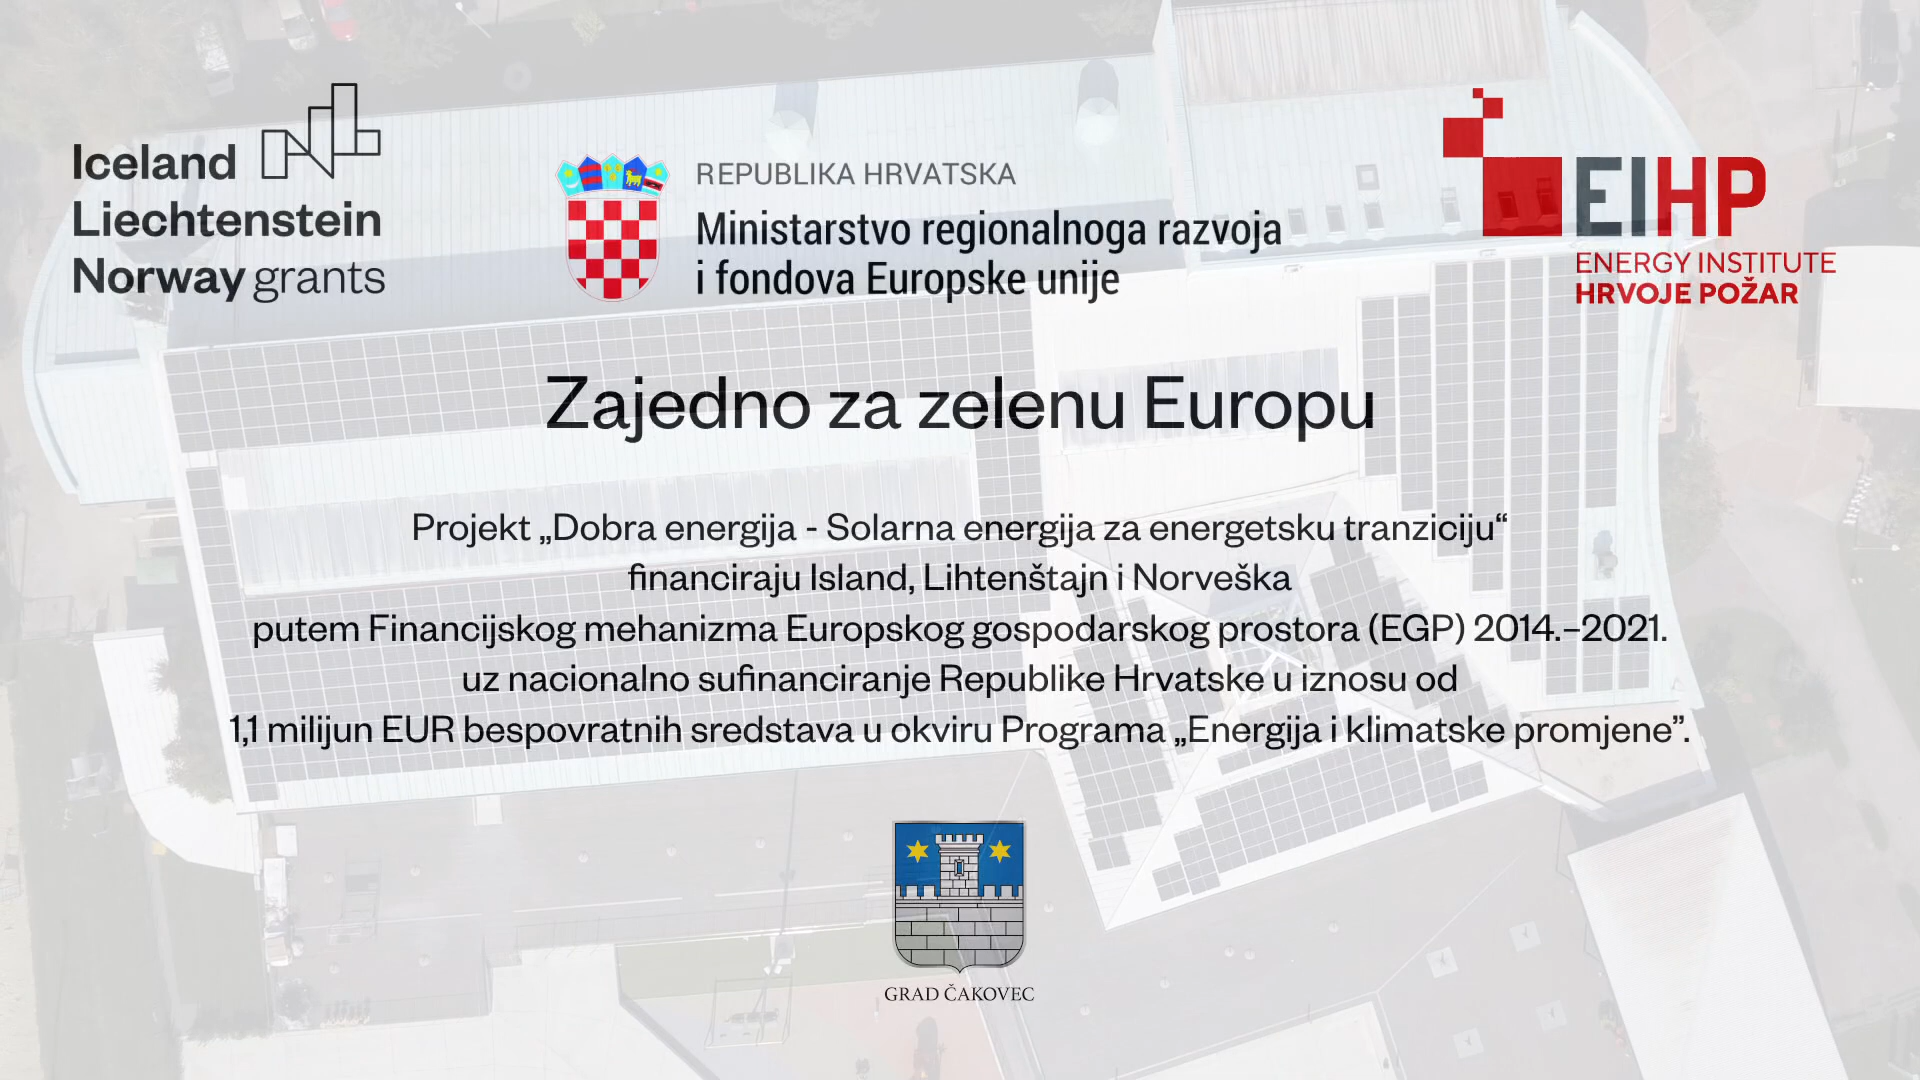 Iceland
Liechtenstein
Norway grants
REPUBLIKA HRVATSKA
Ministarstvo regionalnoga razvoja
i fondova Europske unije
EIHP
ENERGY INSTITUTE
HRVOJE POŽAR
Zajedno za zelenu Europu
Projekt „Dobra energija - Solarna energija za energetsku tranziciju“
financiraju Island, Lihtenštajn i Norveška
putem Financijskog mehanizma Europskog gospodarskog prostora (EGP) 2014.–2021.
uz nacionalno sufinanciranje Republike Hrvatske u iznosu od
1,1 milijun EUR bespovratnih sredstava u okviru Programa „Energija i klimatske promjene”.
GRAD ČAKOVEC